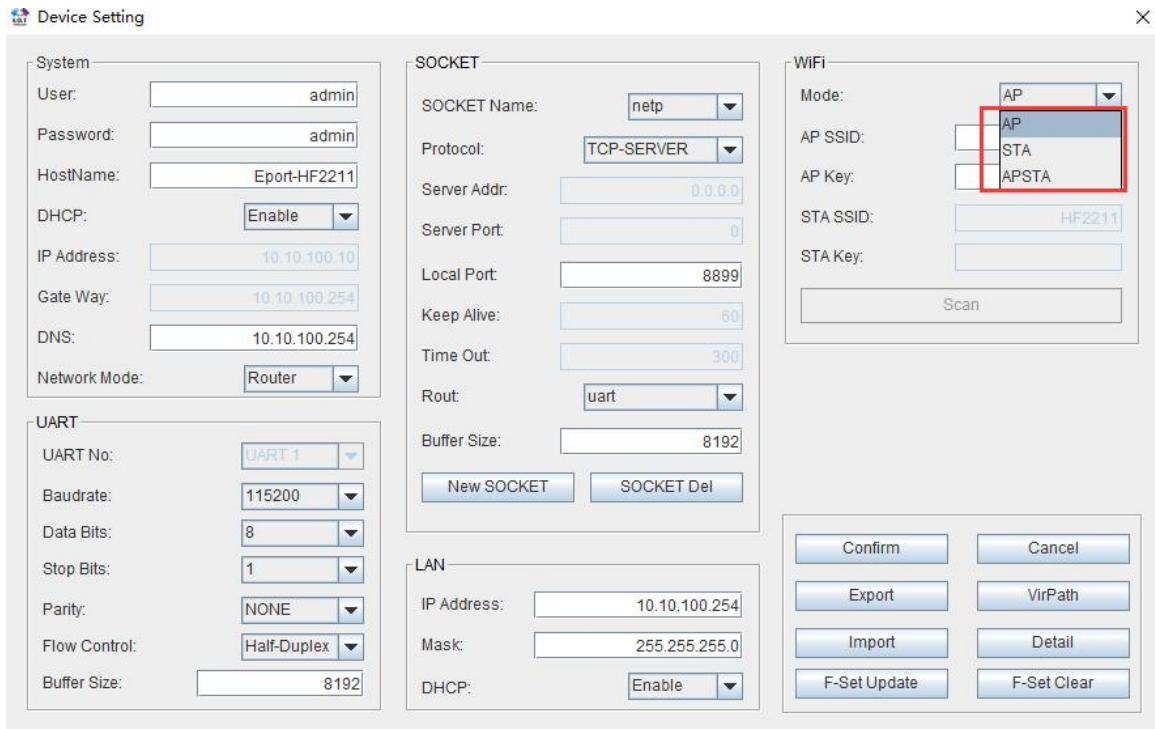 Device Setting
System
User: admin
Password: admin
HostName: Eport-HF2211
DHCP: Enable
IP Address: 10.10.100.10
Gate Way: 10.10.100.254
DNS: 10.10.100.254
Network Mode: Router
UART
UART No: UART 1
Baudrate: 115200
Data Bits: 8
Stop Bits: 1
Parity: NONE
Flow Control: Half-Duplex
Buffer Size: 8192
SOCKET
SOCKET Name: netp
Protocol: TCP-SERVER
Server Addr: 0.0.0.0
Server Port: 0
Local Port: 8899
Keep Alive: 60
Time Out: 300
Rout: uart
Buffer Size: 8192
New SOCKET SOCKET Del
LAN
IP Address: 10.10.100.254
Mask: 255.255.255.0
DHCP: Enable
WiFi
Mode: AP
AP
AP SSID:
STA
AP Key:
APSTA
STA SSID: HF2211
STA Key:
Scan
Confirm Cancel
Export VirPath
Import Detail
F-Set Update F-Set Clear